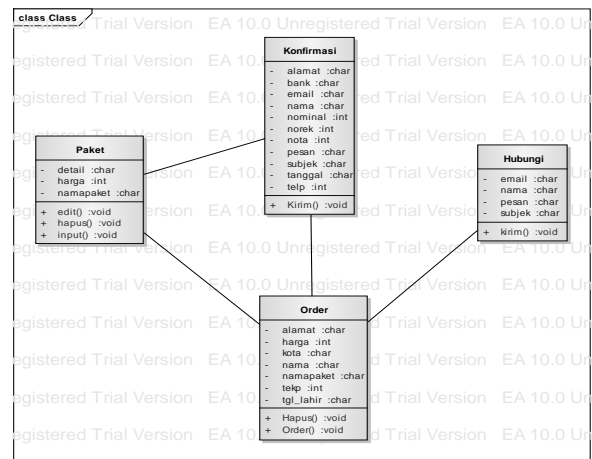 class Class
Konfirmasi
- alamat :char
- bank :char
- email :char
- nama :char
- nominal :int
- norek :int
- nota :int
- pesan :char
- subjek :char
- tanggal :char
- telp :int
+ Kirim() :void
Paket
- detail :char
- harga :int
- namapaket :char
+ edit() :void
+ hapus() :void
+ input() :void
Hubungi
- email :char
- nama :char
- pesan :char
- subjek :char
+ kirim() :void
Order
- alamat :char
- harga :int
- kota :char
- nama :char
- namapaket :char
- tekp :int
- tgl_lahir :char
+ Hapus() :void
+ Order() :void
EA 10.0 Unregistered Trial Version EA 10.0 Un